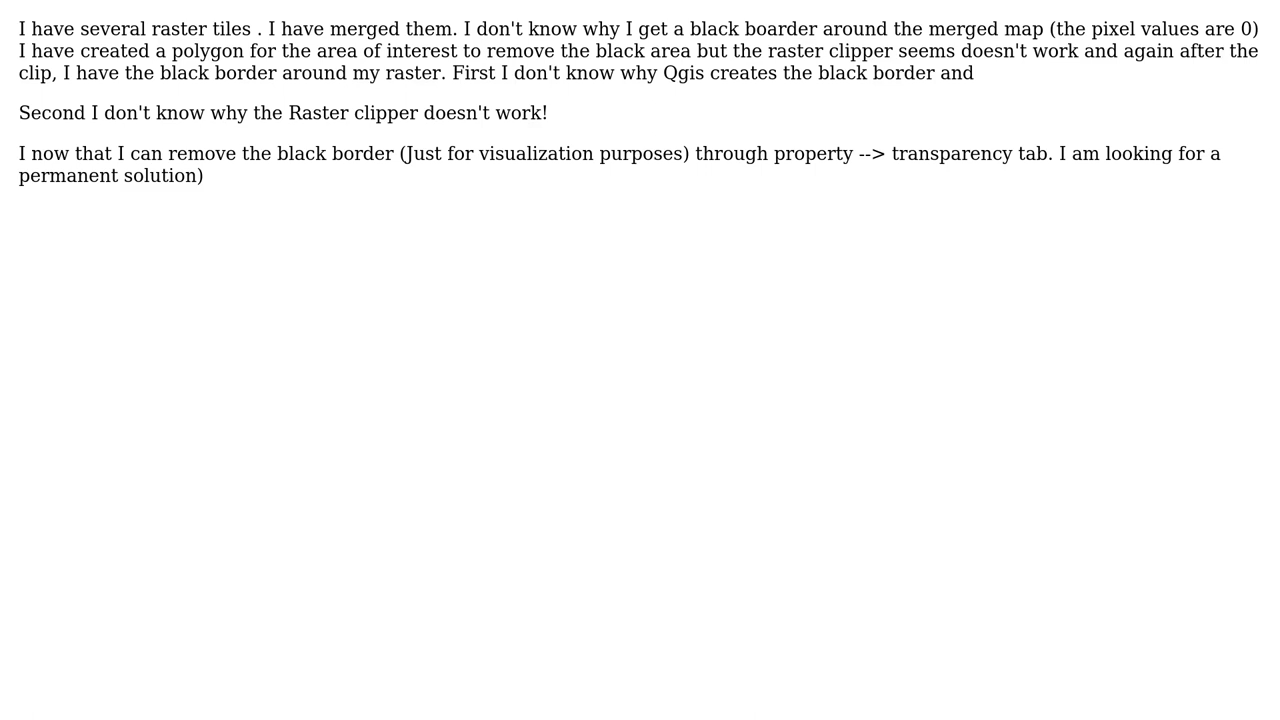 I have several raster tiles . I have merged them. I don't know why I get a black boarder around the merged map (the pixel values are 0)
I have created a polygon for the area of interest to remove the black area but the raster clipper seems doesn't work and again after the
clip, I have the black border around my raster. First I don't know why Qgis creates the black border and
Second I don't know why the Raster clipper doesn't work!
I now that I can remove the black border (Just for visualization purposes) through property --> transparency tab. I am looking for a
permanent solution)